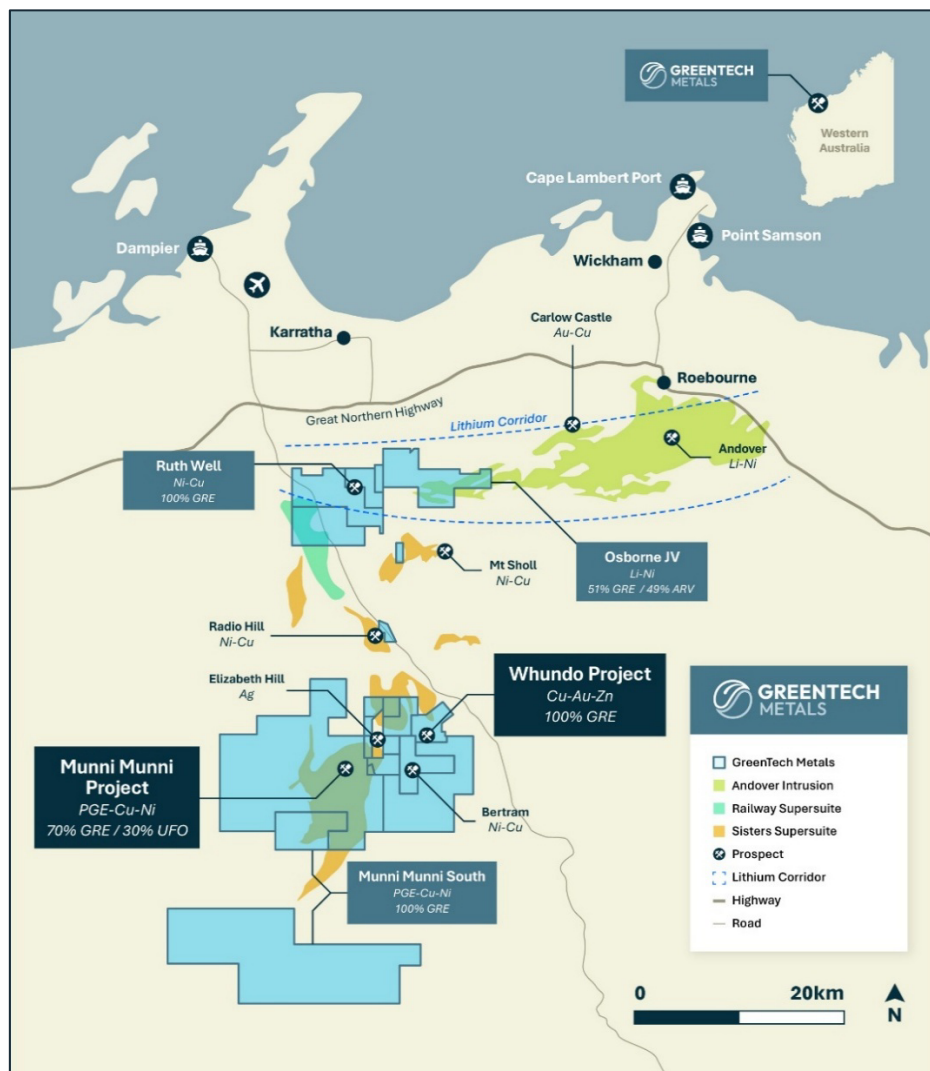 GREENTECH
METALS
Western
Australia
Cape Lambert Port
Dampier
Point Samson
Wickham
Carlow Castle
Au-Cu
Karratha
Roebourne
Great Northern Highway
Lithium Corridor
Andover
Li-Ni
Ruth Well
Ni-Cu
100% GRE
Mt Sholl
Ni-Cu
Osborne JV
Li-Ni
51% GRE / 49% ARV
Radio Hill
Ni-Cu
Elizabeth Hill
Ag
Whundo Project
Cu-Au-Zn
100% GRE
Munni Munni
Project
PGE-Cu-Ni
70% GRE / 30% UFO
Bertram
Ni-Cu
Munni Munni South
PGE-Cu-Ni
100% GRE
GREENTECH
METALS
GreenTech Metals
Andover Intrusion
Railway Supersuite
Sisters Supersuite
Prospect
Lithium Corridor
Highway
Road
0 20km
N